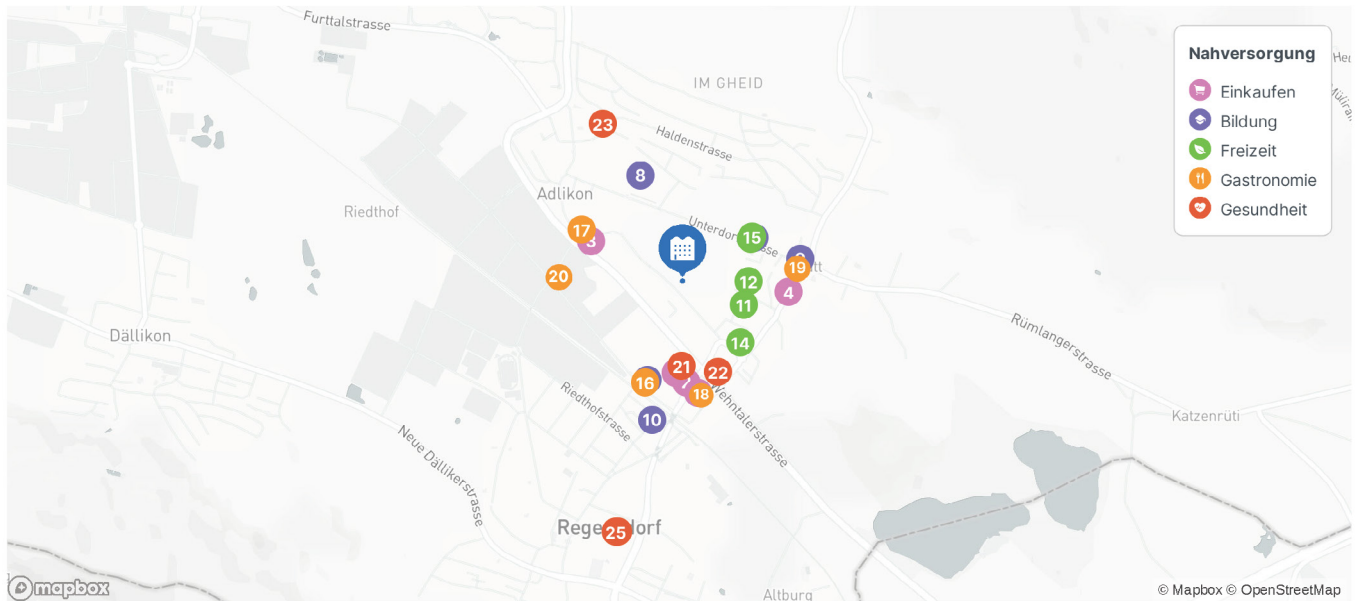 Furttalstrasse
IM GHEID
Nahversorgung
Einkaufen
Bildung
Freizeit
Gastronomie
Gesundheit
23
Haldenstrasse
8
Adlikon
Riedthof
17
3
Unterdorfstrasse
15
19
20
12
4
11
Dällikon
14
Rümlangerstrasse
21
22
16
18
Wehntalerstrasse
Riedthofstrasse
10
Katzenrüti
Neue Dällikerstrasse
Regensdorf
25
Altburg
mapbox
© Mapbox © OpenStreetMap